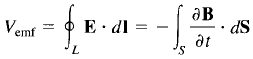 V_emf = ∮_L E · dl = − ∫_S ∂B/∂t · dS